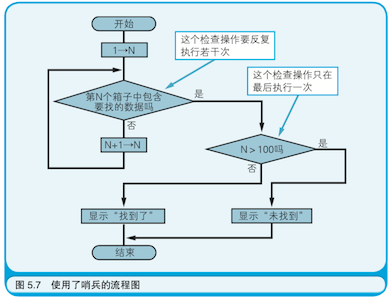 开始
1→N
这个检查操作要反复
执行若干次
第N个箱子中包含
要找的数据吗
是
这个检查操作只在
最后执行一次
否
N+1→N
N＞100吗
是
否
显示“找到了”
显示“未找到”
结束
图 5.7 使用了哨兵的流程图